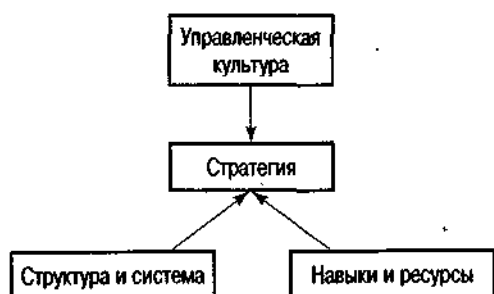 Управленческая
культура
Стратегия
Структура и система
Навыки и ресурсы